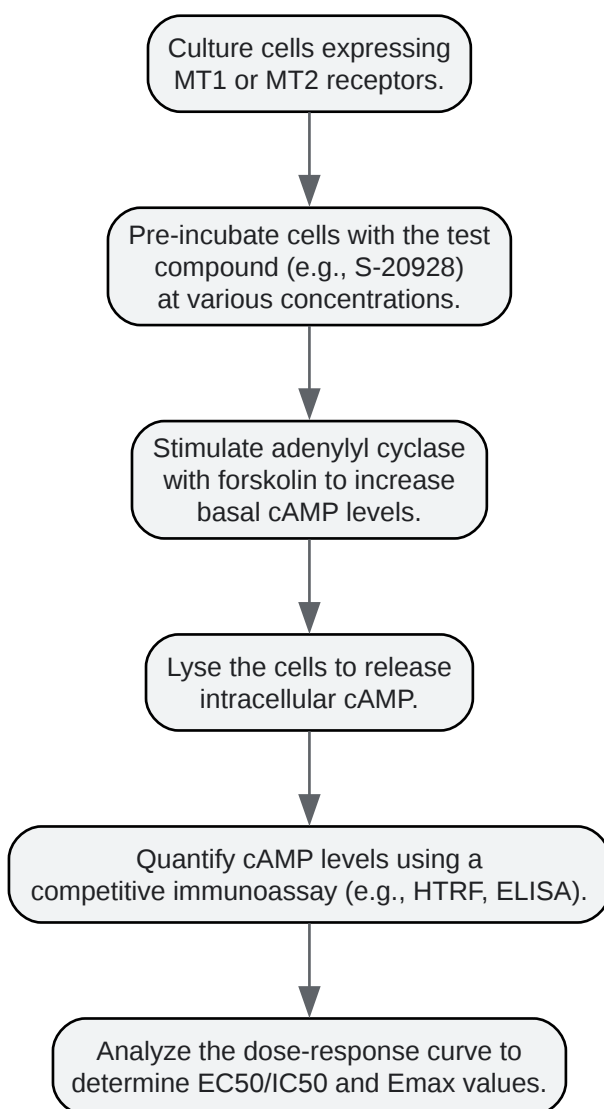 Culture cells expressing
MT1 or MT2 receptors.
Pre-incubate cells with the test
compound (e.g., S-20928)
at various concentrations.
Stimulate adenylyl cyclase
with forskolin to increase
basal cAMP levels.
Lyse the cells to release
intracellular cAMP.
Quantify cAMP levels using a
competitive immunoassay (e.g., HTRF, ELISA).
Analyze the dose-response curve to
determine EC50/IC50 and Emax values.